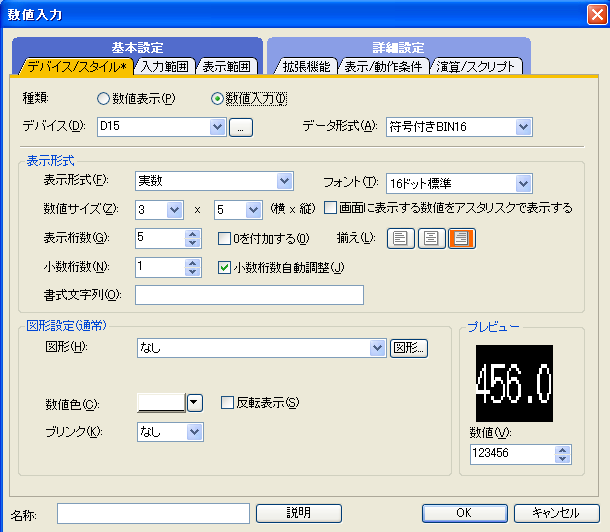 数値入力
基本設定
詳細設定
デバイス/スタイル*
入力範囲
表示範囲
拡張機能
表示/動作条件
演算/スクリプト
種類:
数値表示(P)
数値入力(I)
デバイス(D):
D15
...
データ形式(A):
符号付きBIN16
表示形式
表示形式(F):
実数
フォント(T):
16ドット標準
数値サイズ(Z):
3
x
5
(横 x 縦)
画面に表示する数値をアスタリスクで表示する
表示桁数(G):
5
0を付加する(0)
揃え(L):
小数桁数(N):
1
小数桁数自動調整(J)
書式文字列(O):
図形設定(通常)
図形(H):
なし
図形...
数値色(C):
反転表示(S)
ブリンク(K):
なし
プレビュー
456.0
数値(V):
123456
名称:
説明
OK
キャンセル